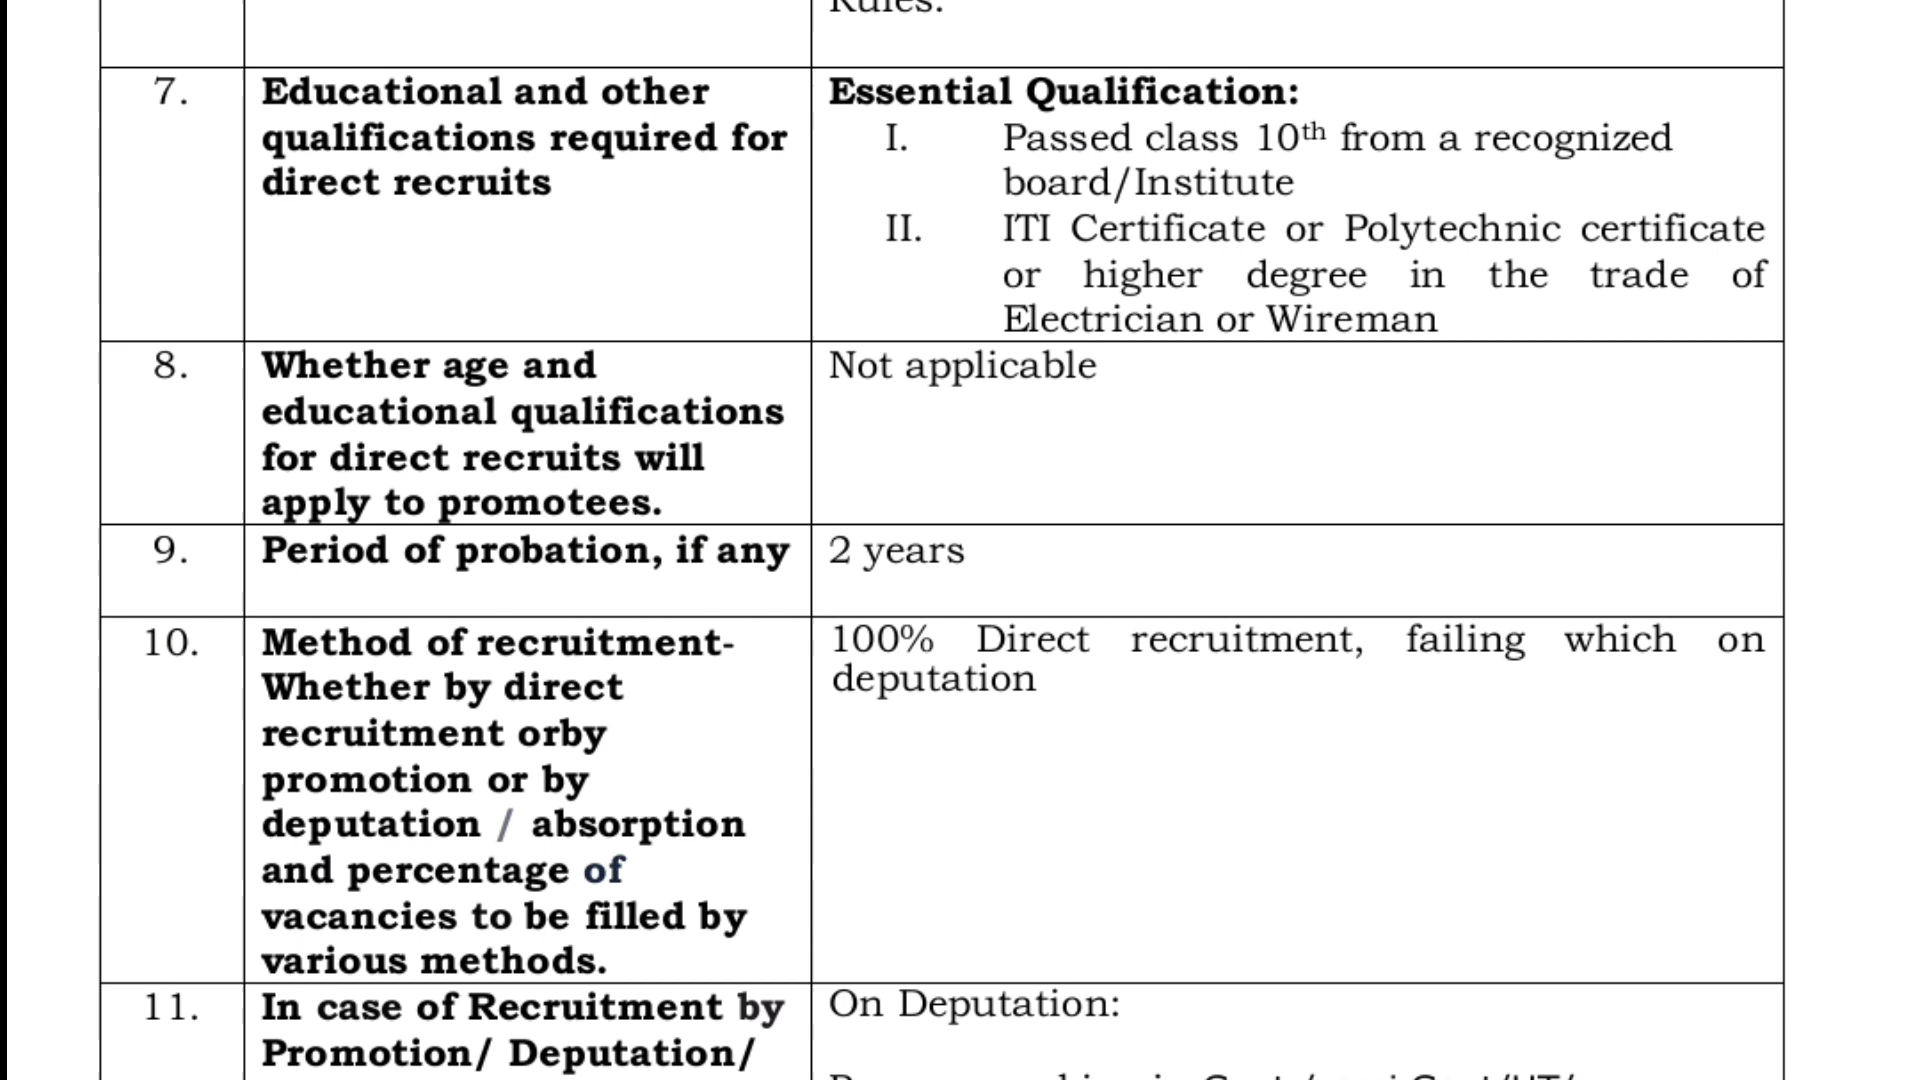 Rules.
7.
Educational and other
qualifications required for
direct recruits
Essential Qualification:
I. Passed class 10th from a recognized
board/Institute
II. ITI Certificate or Polytechnic certificate
or higher degree in the trade of
Electrician or Wireman
8.
Whether age and
educational qualifications
for direct recruits will
apply to promotees.
Not applicable
9.
Period of probation, if any
2 years
10.
Method of recruitment-
Whether by direct
recruitment orby
promotion or by
deputation / absorption
and percentage of
vacancies to be filled by
various methods.
100% Direct recruitment, failing which on
deputation
11.
In case of Recruitment by
Promotion/ Deputation/
On Deputation: